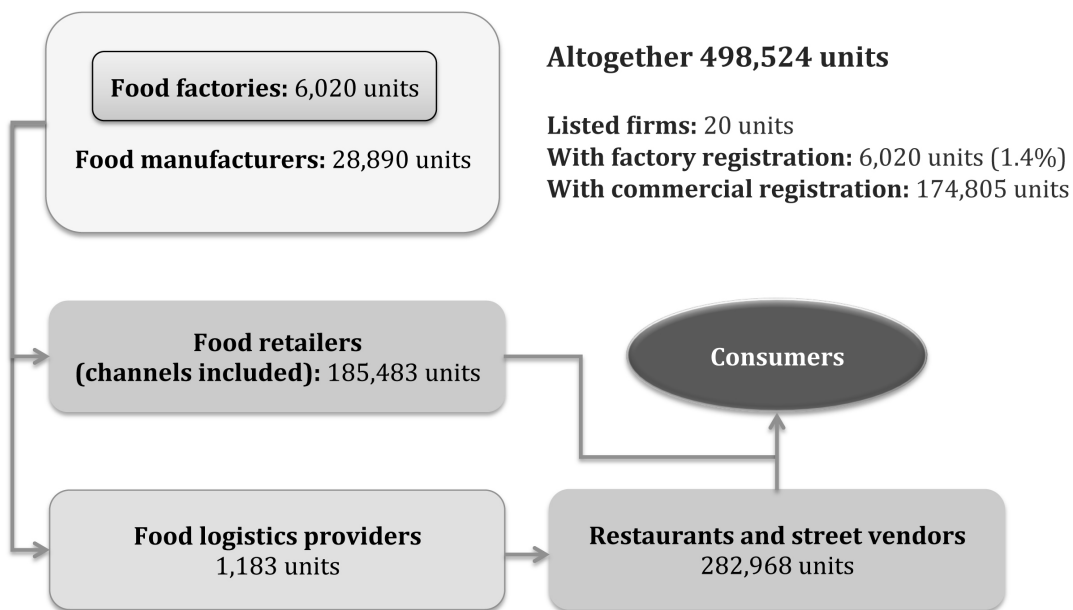 Food factories: 6,020 units
Food manufacturers: 28,890 units
Altogether 498,524 units
Listed firms: 20 units
With factory registration: 6,020 units (1.4%)
With commercial registration: 174,805 units
Food retailers
(channels included): 185,483 units
Consumers
Food logistics providers
1,183 units
Restaurants and street vendors
282,968 units